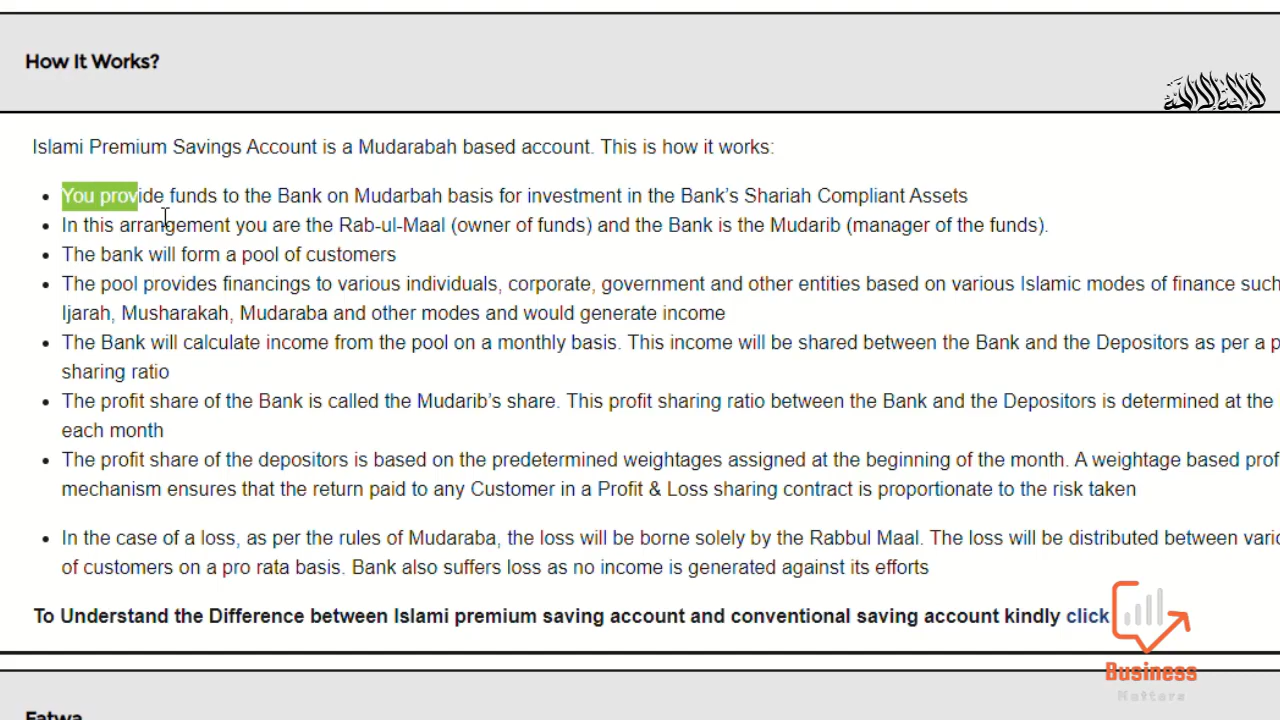 How It Works?
Islami Premium Savings Account is a Mudarabah based account. This is how it works:
You provide funds to the Bank on Mudarbah basis for investment in the Bank's Shariah Compliant Assets
In this arrangement you are the Rab-ul-Maal (owner of funds) and the Bank is the Mudarib (manager of the funds).
The bank will form a pool of customers
The pool provides financings to various individuals, corporate, government and other entities based on various Islamic modes of finance such
Ijarah, Musharakah, Mudaraba and other modes and would generate income
The Bank will calculate income from the pool on a monthly basis. This income will be shared between the Bank and the Depositors as per a
sharing ratio
The profit share of the Bank is called the Mudarib's share. This profit sharing ratio between the Bank and the Depositors is determined at the
each month
The profit share of the depositors is based on the predetermined weightages assigned at the beginning of the month. A weightage based
mechanism ensures that the return paid to any Customer in a Profit & Loss sharing contract is proportionate to the risk taken
In the case of a loss, as per the rules of Mudaraba, the loss will be borne solely by the Rabbul Maal. The loss will be distributed between
of customers on a pro rata basis. Bank also suffers loss as no income is generated against its efforts
To Understand the Difference between Islami premium saving account and conventional saving account kindly click
Business
Matters
Fatwa